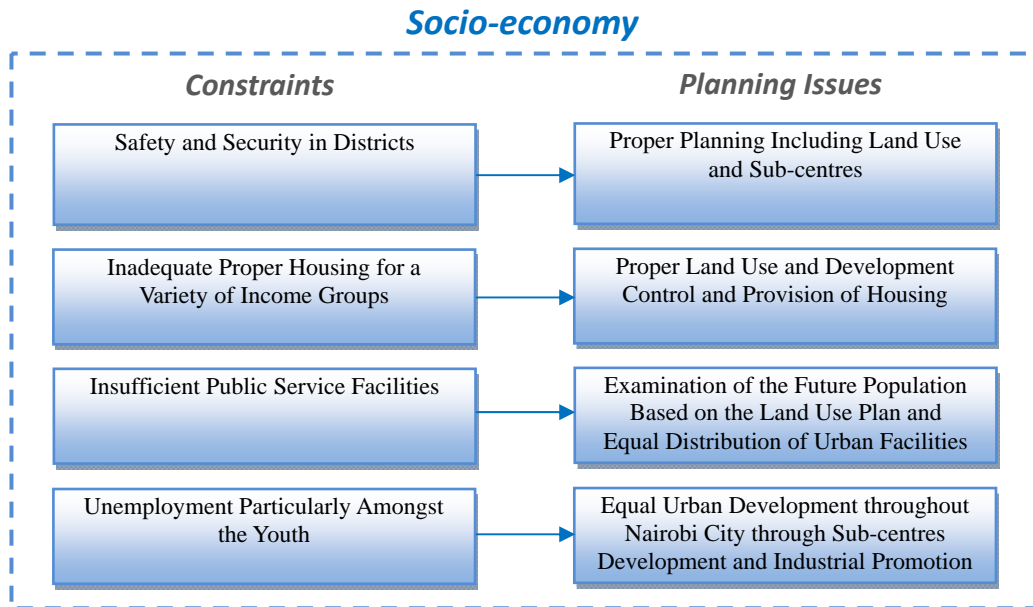 Socio-economy
Constraints
Planning Issues
Safety and Security in Districts
Proper Planning Including Land Use
and Sub-centres
Inadequate Proper Housing for a
Variety of Income Groups
Proper Land Use and Development
Control and Provision of Housing
Insufficient Public Service Facilities
Examination of the Future Population
Based on the Land Use Plan and
Equal Distribution of Urban Facilities
Unemployment Particularly Amongst
the Youth
Equal Urban Development throughout
Nairobi City through Sub-centres
Development and Industrial Promotion